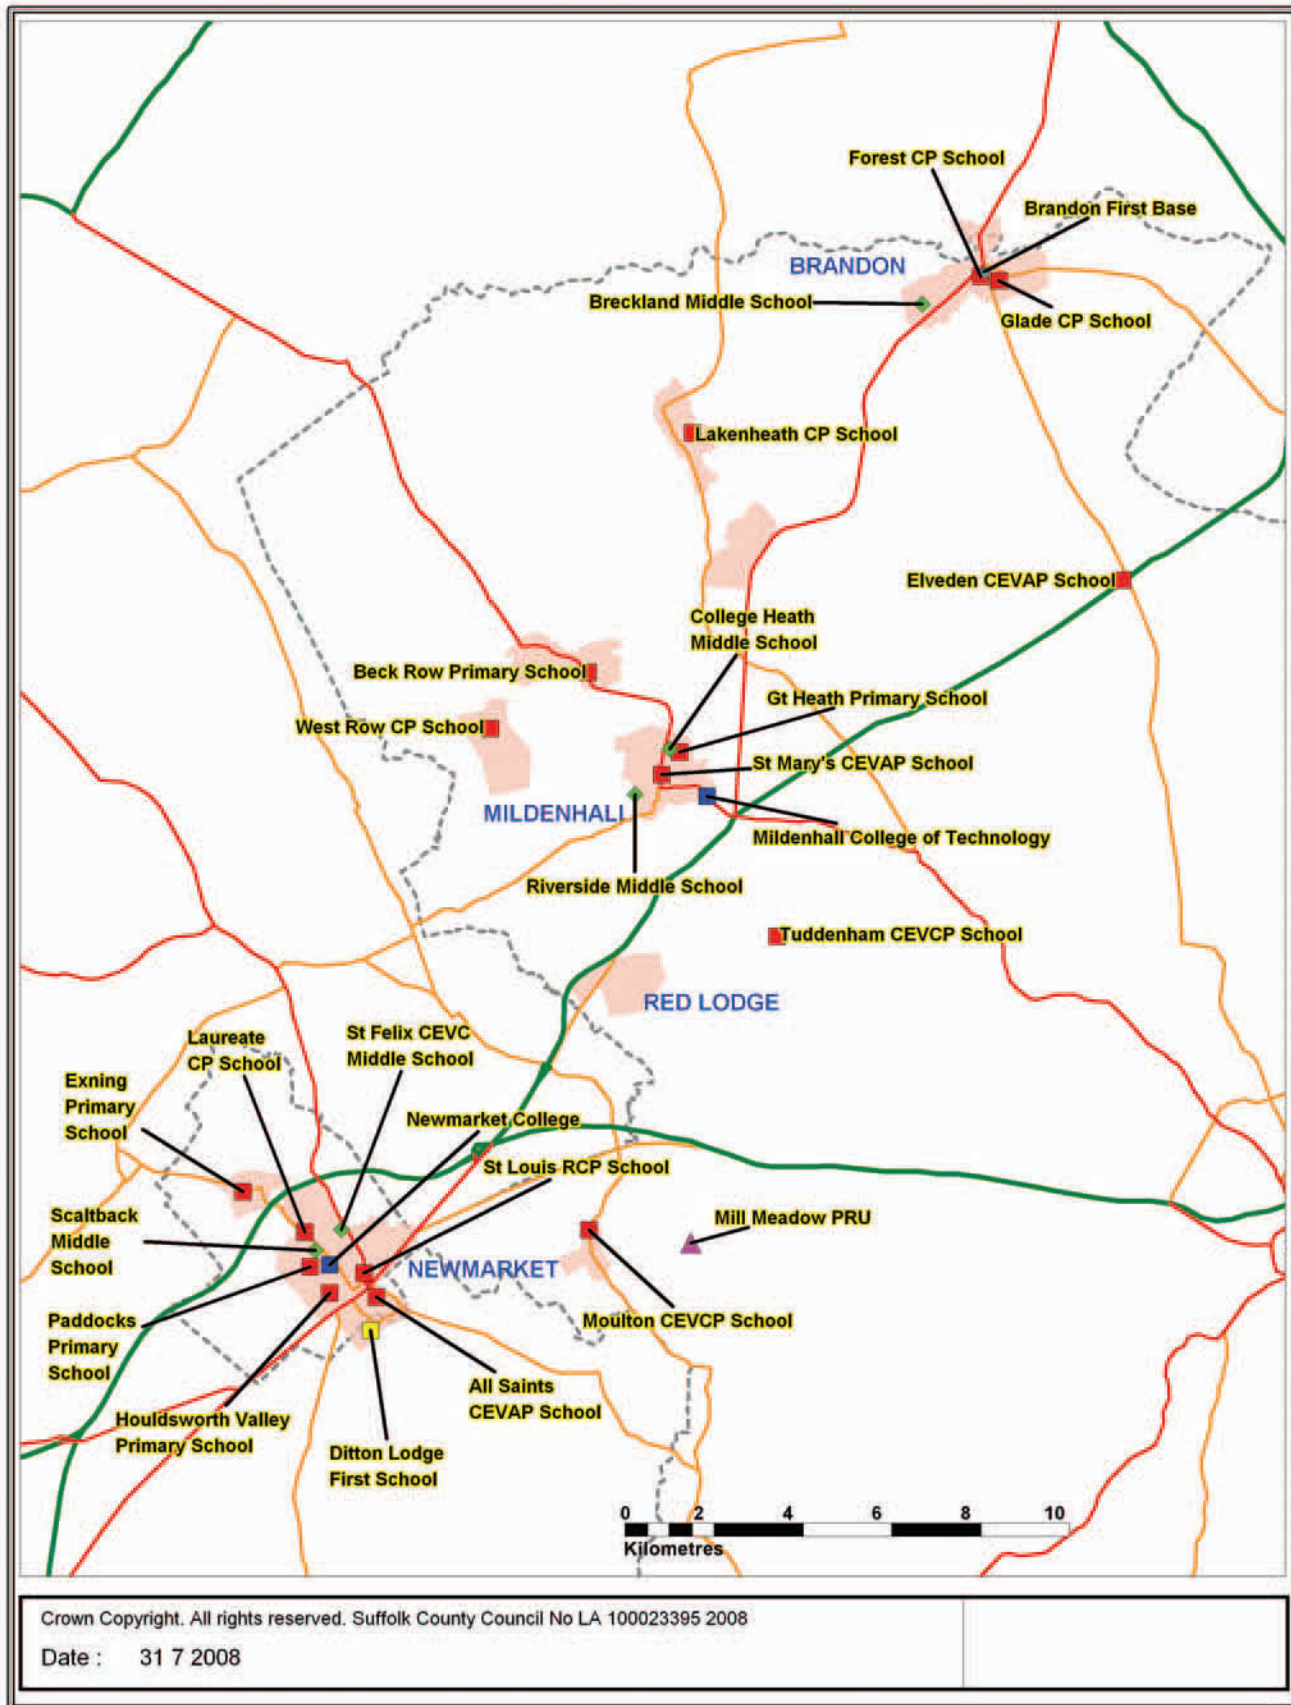 Forest CP School
Brandon First Base
BRANDON
Breckland Middle School
Glade CP School
Lakenheath CP School
Elveden CEVAP School
College Heath
Middle School
Beck Row Primary School
Gt Heath Primary School
West Row CP School
St Mary's CEVAP School
MILDENHALL
Mildenhall College of Technology
Riverside Middle School
Tuddenham CEVCP School
RED LODGE
Laureate
CP School
St Felix CEVC
Middle School
Exning
Primary
School
Newmarket College
St Louis RCP School
Scaltback
Middle
School
Mill Meadow PRU
NEWMARKET
Paddocks
Primary
School
Moulton CEVCP School
All Saints
CEVAP School
Houldsworth Valley
Primary School
Ditton Lodge
First School
0 2 4 6 8 10
Kilometres
Crown Copyright. All rights reserved. Suffolk County Council No LA 100023395 2008
Date : 31 7 2008